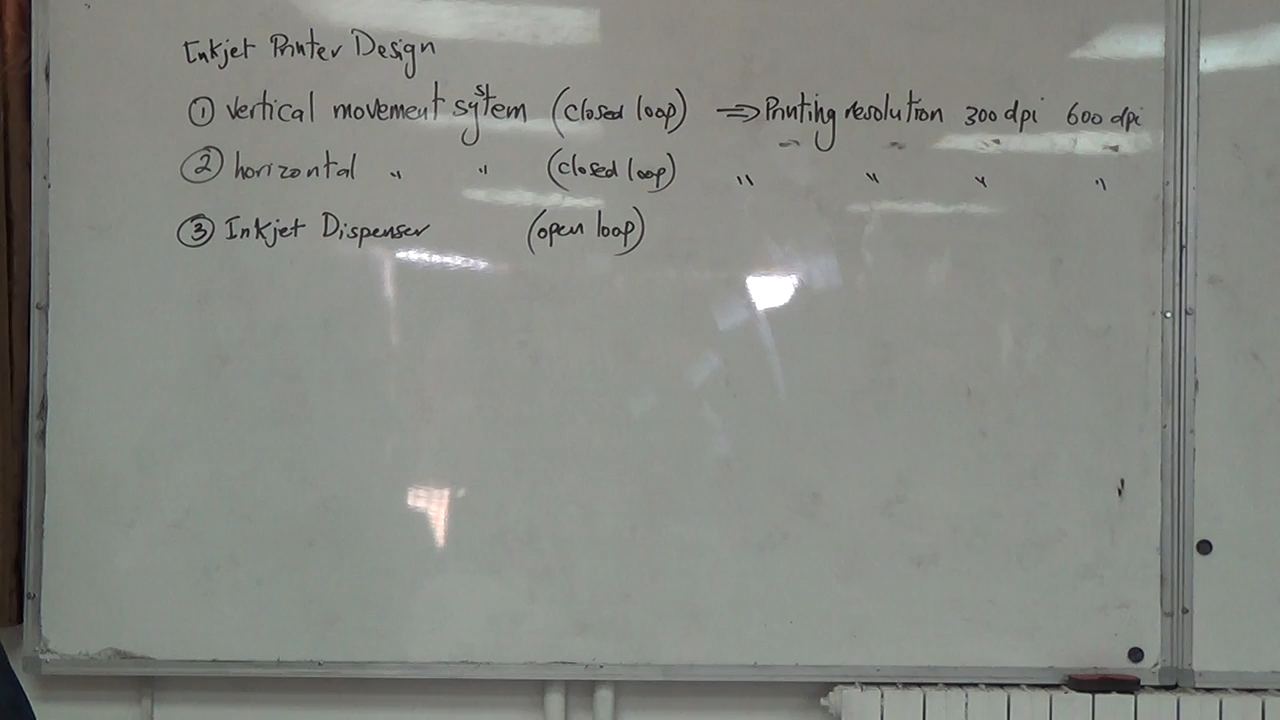 Inkjet Printer Design
① vertical movement system (closed loop) ⇒ Printing resolution 300 dpi 600 dpi
② horizontal " " (closed loop) " " " "
③ Inkjet Dispenser (open loop)